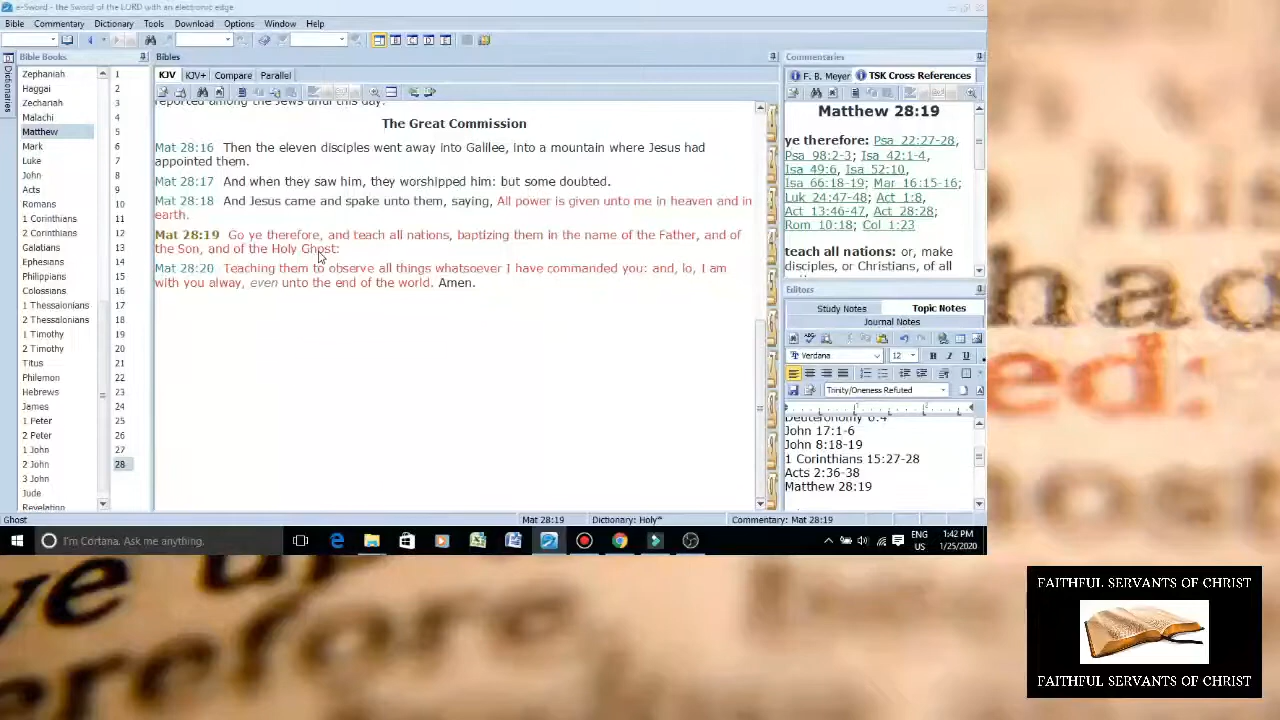 e-Sword - the Sword of the LORD with an electronic edge
Bible Commentary Dictionary Tools Download Options Window Help
Bible Books
Bibles
Commentaries
Dictionaries
Zephaniah
Haggai
Zechariah
Malachi
Matthew
Mark
Luke
John
Acts
Romans
1 Corinthians
2 Corinthians
Galatians
Ephesians
Philippians
Colossians
1 Thessalonians
2 Thessalonians
1 Timothy
2 Timothy
Titus
Philemon
Hebrews
James
1 Peter
2 Peter
1 John
2 John
3 John
Jude
Revelation
1
2
3
4
5
6
7
8
9
10
11
12
13
14
15
16
17
18
19
20
21
22
23
24
25
26
27
28
KJV KJV+ Compare Parallel
reported among the Jews until this day.
The Great Commission
Mat 28:16 Then the eleven disciples went away into Galilee, into a mountain where Jesus had
appointed them.
Mat 28:17 And when they saw him, they worshipped him: but some doubted.
Mat 28:18 And Jesus came and spake unto them, saying, All power is given unto me in heaven and in
earth.
Mat 28:19 Go ye therefore, and teach all nations, baptizing them in the name of the Father, and of
the Son, and of the Holy Ghost:
Mat 28:20 Teaching them to observe all things whatsoever I have commanded you: and, lo, I am
with you alway, even unto the end of the world. Amen.
F. B. Meyer TSK Cross References
Matthew 28:19
ye therefore: Psa 22:27-28,
Psa 98:2-3; Isa 42:1-4,
Isa 49:6, Isa 52:10,
Isa 66:18-19; Mar 16:15-16;
Luk 24:47-48; Act 1:8,
Act 13:46-47, Act 28:28;
Rom 10:18; Col 1:23
teach all nations: or, make
disciples, or Christians, of all
Editors
Study Notes Topic Notes
Journal Notes
Verdana 12 B I U
Trinity/Oneness Refuted
1 2
Deuteronomy 6:4
John 17:1-6
John 8:18-19
1 Corinthians 15:27-28
Acts 2:36-38
Matthew 28:19
Ghost Mat 28:19 Dictionary: Holy* Commentary: Mat 28:19
I'm Cortana. Ask me anything.
ENG
US
1:42 PM
1/25/2020
had
ed:
FAITHFUL SERVANTS OF CHRIST
FAITHFUL SERVANTS OF CHRIST